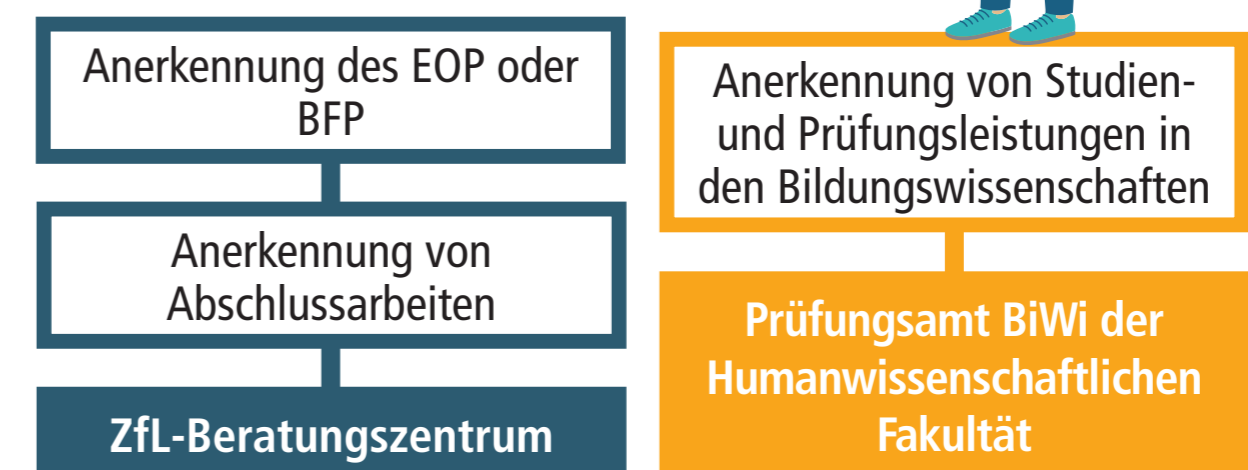 Anerkennung des EOP oder
BFP
Anerkennung von
Abschlussarbeiten
ZfL-Beratungszentrum
Anerkennung von Studien-
und Prüfungsleistungen in
den Bildungswissenschaften
Prüfungsamt BiWi der
Humanwissenschaftlichen
Fakultät